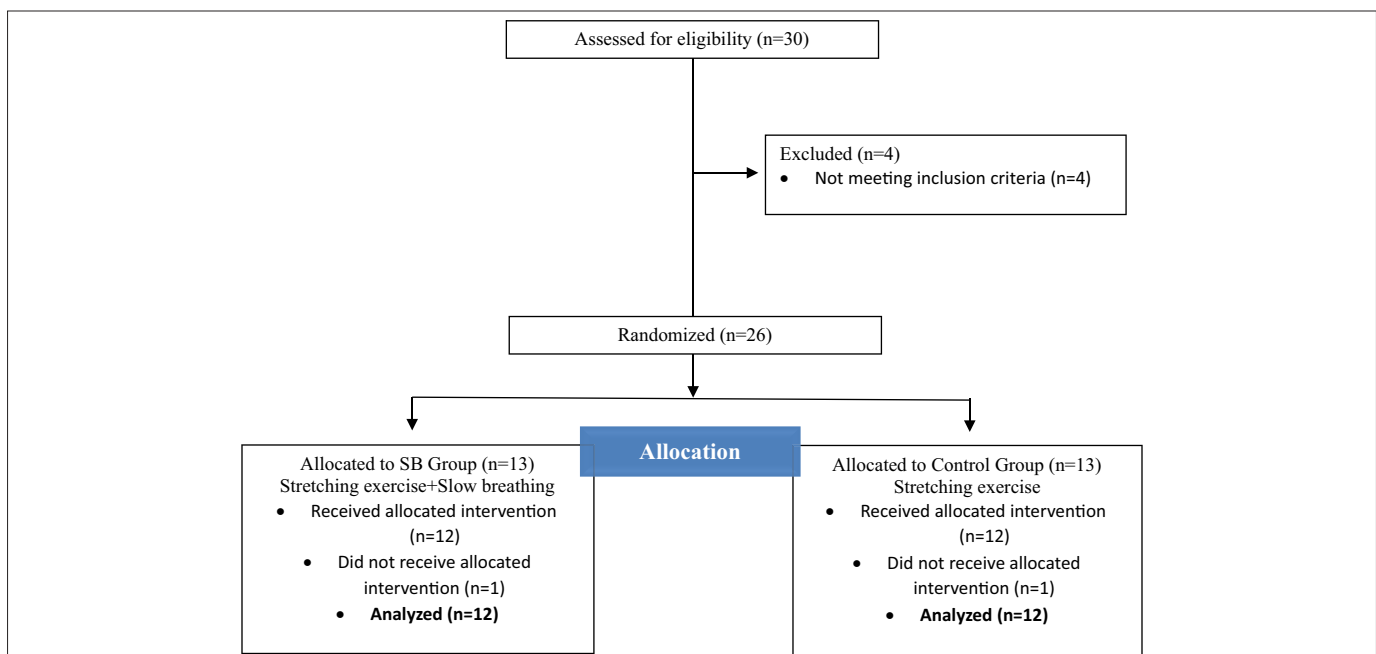 Assessed for eligibility (n=30)
Excluded (n=4)
• Not meeting inclusion criteria (n=4)
Randomized (n=26)
Allocation
Allocated to SB Group (n=13)
Stretching exercise+Slow breathing
• Received allocated intervention
(n=12)
• Did not receive allocated
intervention (n=1)
• Analyzed (n=12)
Allocated to Control Group (n=13)
Stretching exercise
• Received allocated intervention
(n=12)
• Did not receive allocated
intervention (n=1)
• Analyzed (n=12)